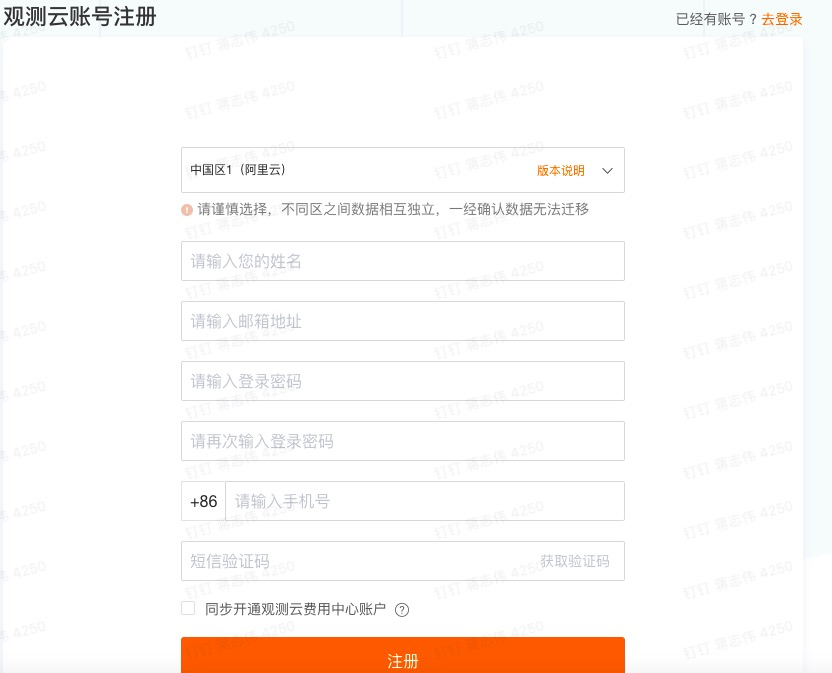 观测云账号注册
已经有账号？去登录
中国区1（阿里云） 版本说明
请谨慎选择，不同区之间数据相互独立，一经确认数据无法迁移
请输入您的姓名
请输入邮箱地址
请输入登录密码
请再次输入登录密码
+86 请输入手机号
短信验证码 获取验证码
同步开通观测云费用中心账户
注册
钉钉 蒋志伟 4250